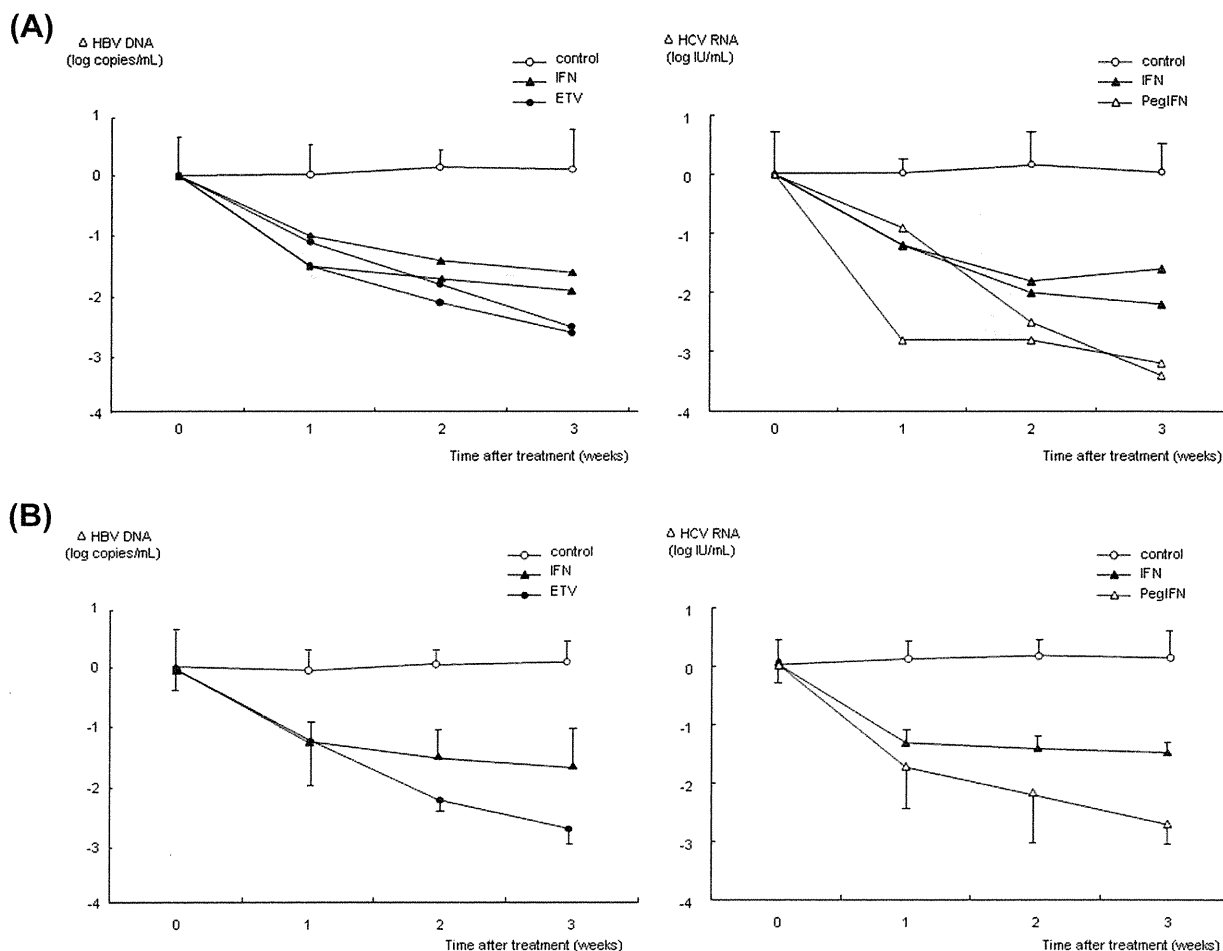 (A)
Δ HBV DNA
(log copies/mL)
control
IFN
ETV
1
0
-1
-2
-3
-4
0 1 2 3
Time after treatment (weeks)
Δ HCV RNA
(log IU/mL)
control
IFN
PegIFN
1
0
-1
-2
-3
-4
0 1 2 3
Time after treatment (weeks)
(B)
Δ HBV DNA
(log copies/mL)
control
IFN
ETV
1
0
-1
-2
-3
-4
0 1 2 3
Time after treatment (weeks)
Δ HCV RNA
(log IU/mL)
control
IFN
PegIFN
1
0
-1
-2
-3
-4
0 1 2 3
Time after treatment (weeks)